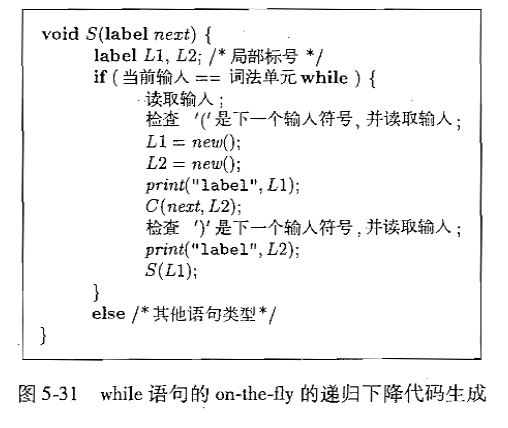 void S(label next) {
label L1, L2; /* 局部标号 */
if ( 当前输入 == 词法单元 while ) {
读取输入 ;
检查 '(' 是下一个输入符号, 并读取输入 ;
L1 = new();
L2 = new();
print("label", L1);
C(next, L2);
检查 ')' 是下一个输入符号, 并读取输入 ;
print("label", L2);
S(L1);
}
else /* 其他语句类型 */
}
图 5-31 while 语句的 on-the-fly 的递归下降代码生成